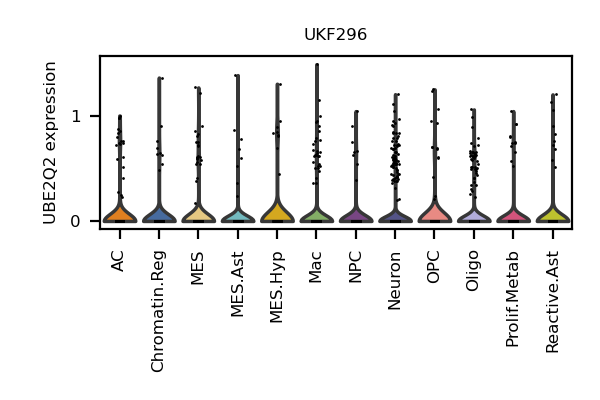 UKF296
UBE2Q2 expression
1
0
AC
Chromatin.Reg
MES
MES.Ast
MES.Hyp
Mac
NPC
Neuron
OPC
Oligo
Prolif.Metab
Reactive.Ast